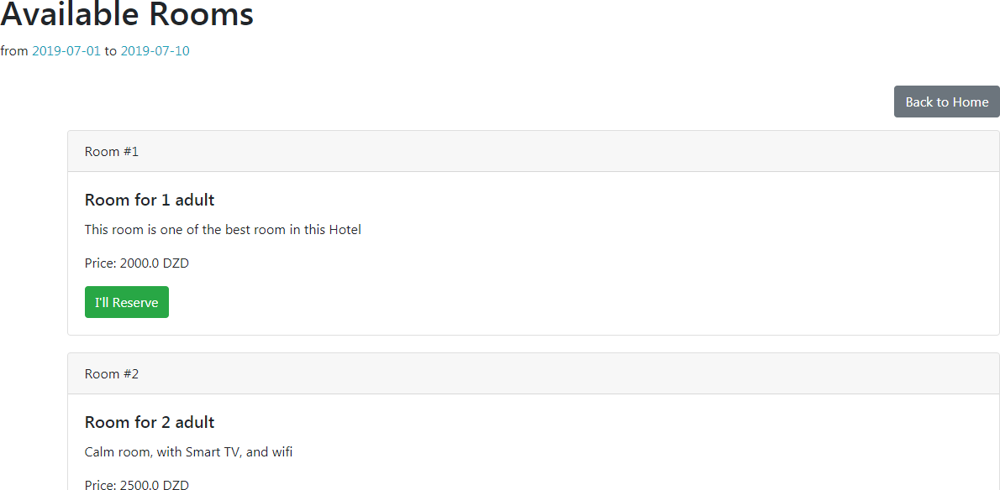 Available Rooms
from 2019-07-01 to 2019-07-10
Back to Home
Room #1
Room for 1 adult
This room is one of the best room in this Hotel
Price: 2000.0 DZD
I'll Reserve
Room #2
Room for 2 adult
Calm room, with Smart TV, and wifi
Price: 2500.0 DZD